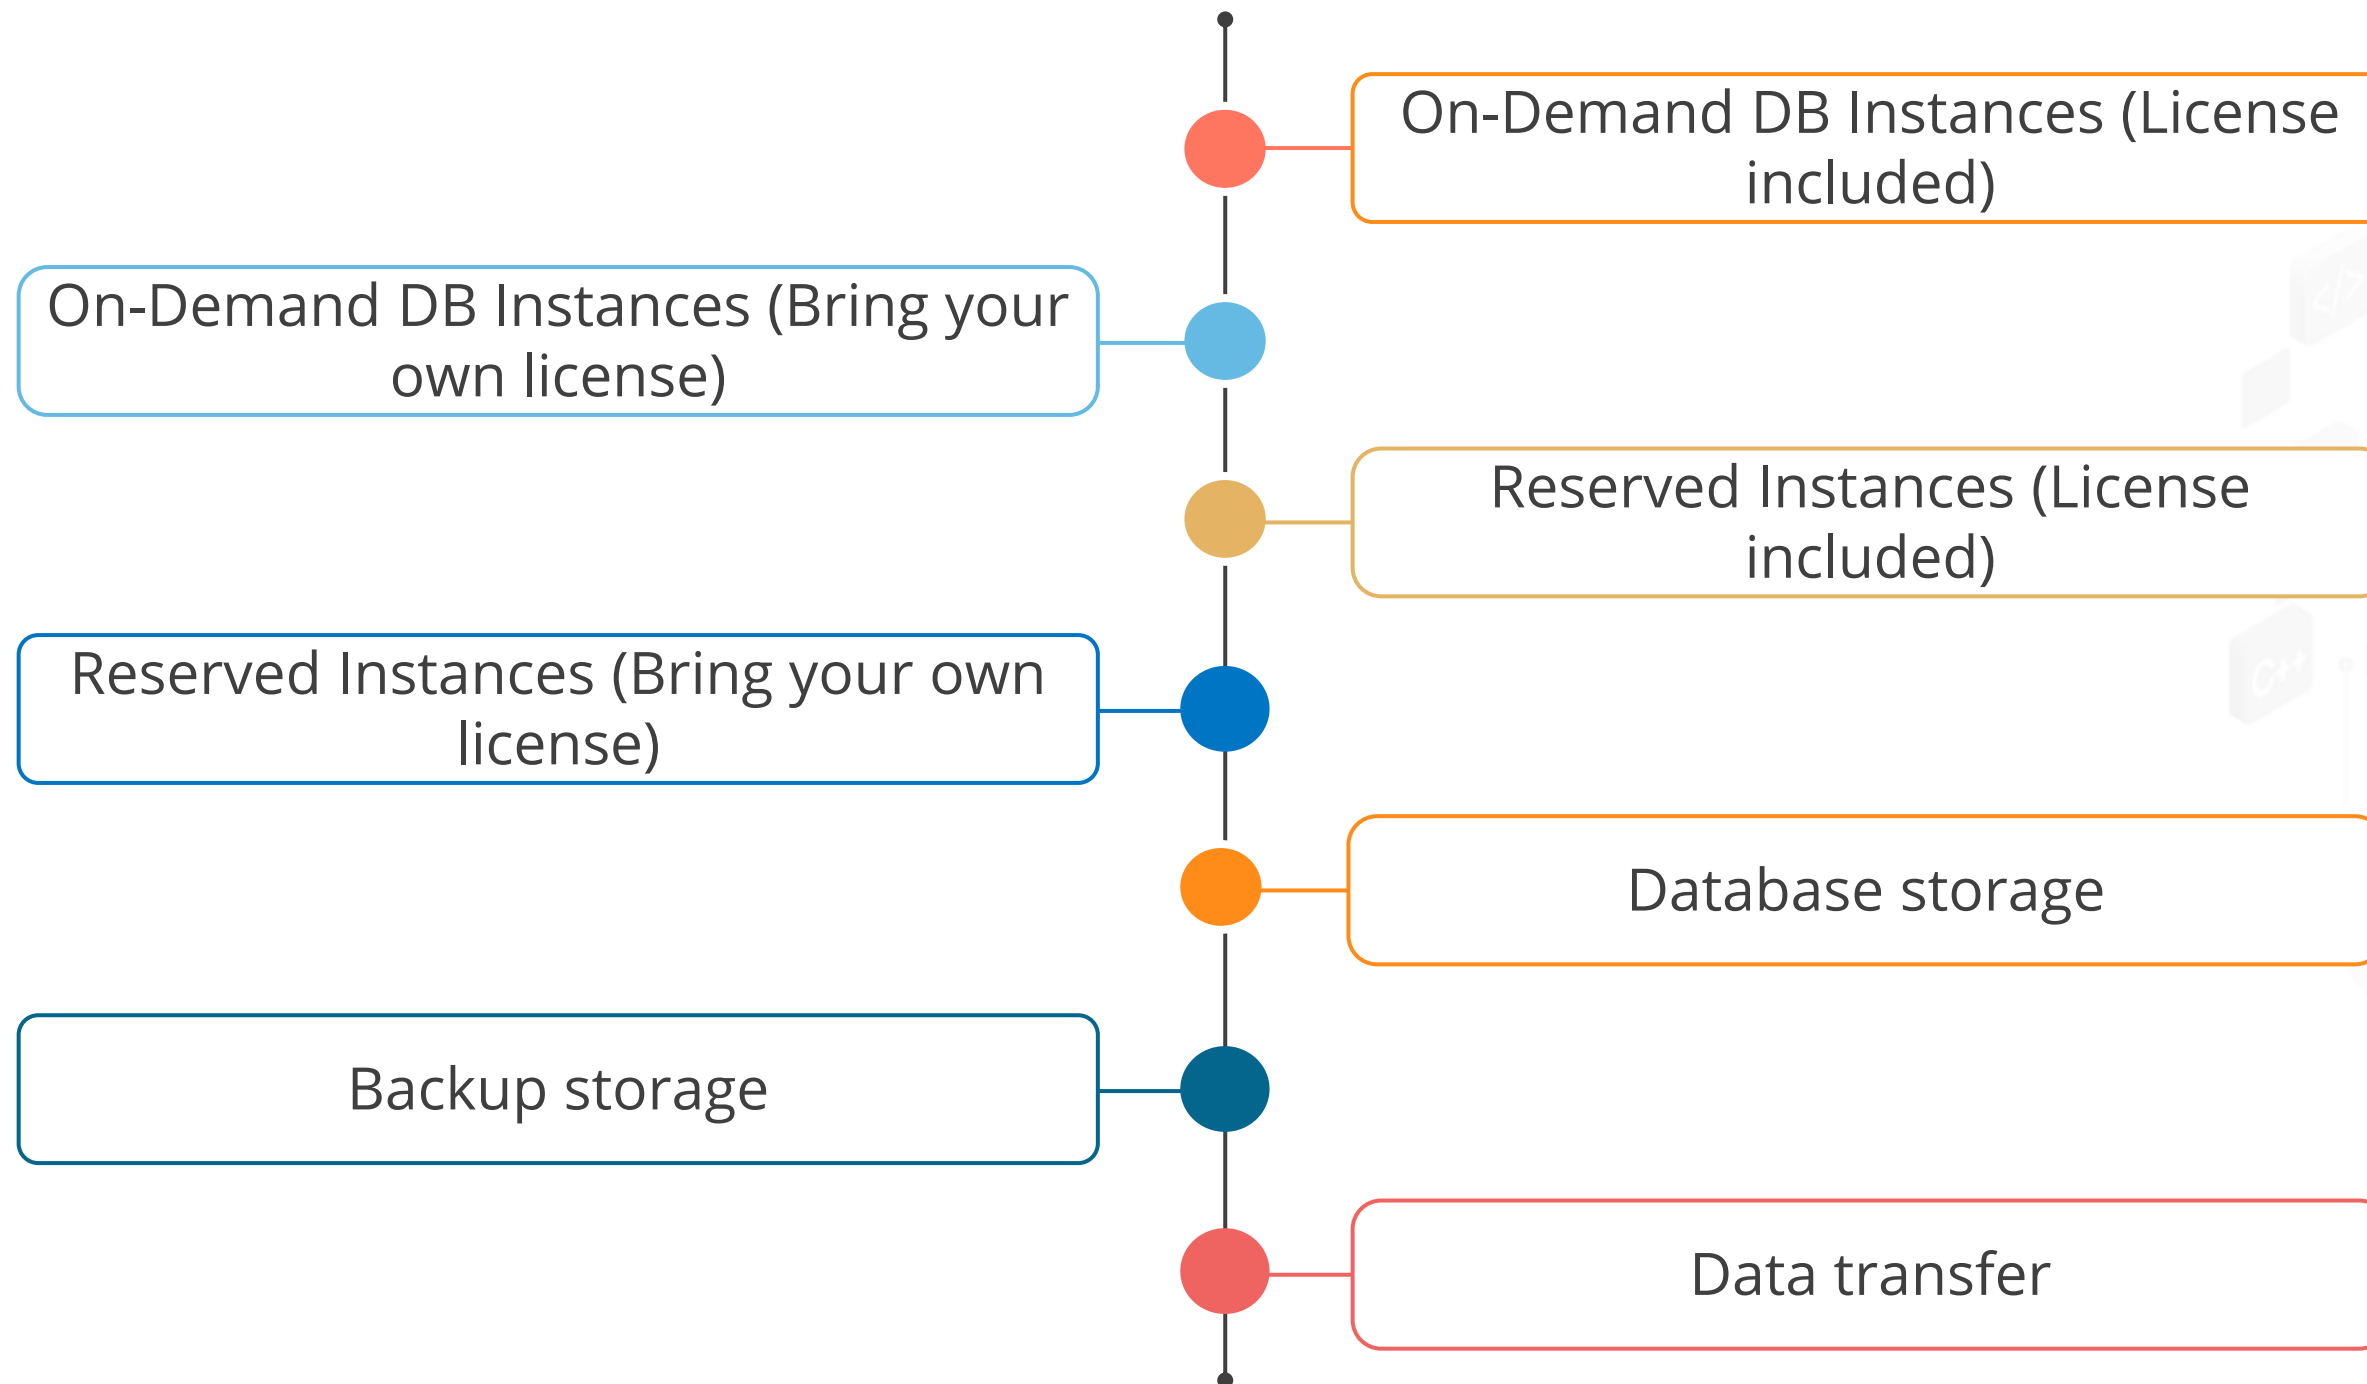 On-Demand DB Instances (License
included)
On-Demand DB Instances (Bring your
own license)
Reserved Instances (License
included)
Reserved Instances (Bring your own
license)
Database storage
Backup storage
Data transfer
</>
C++